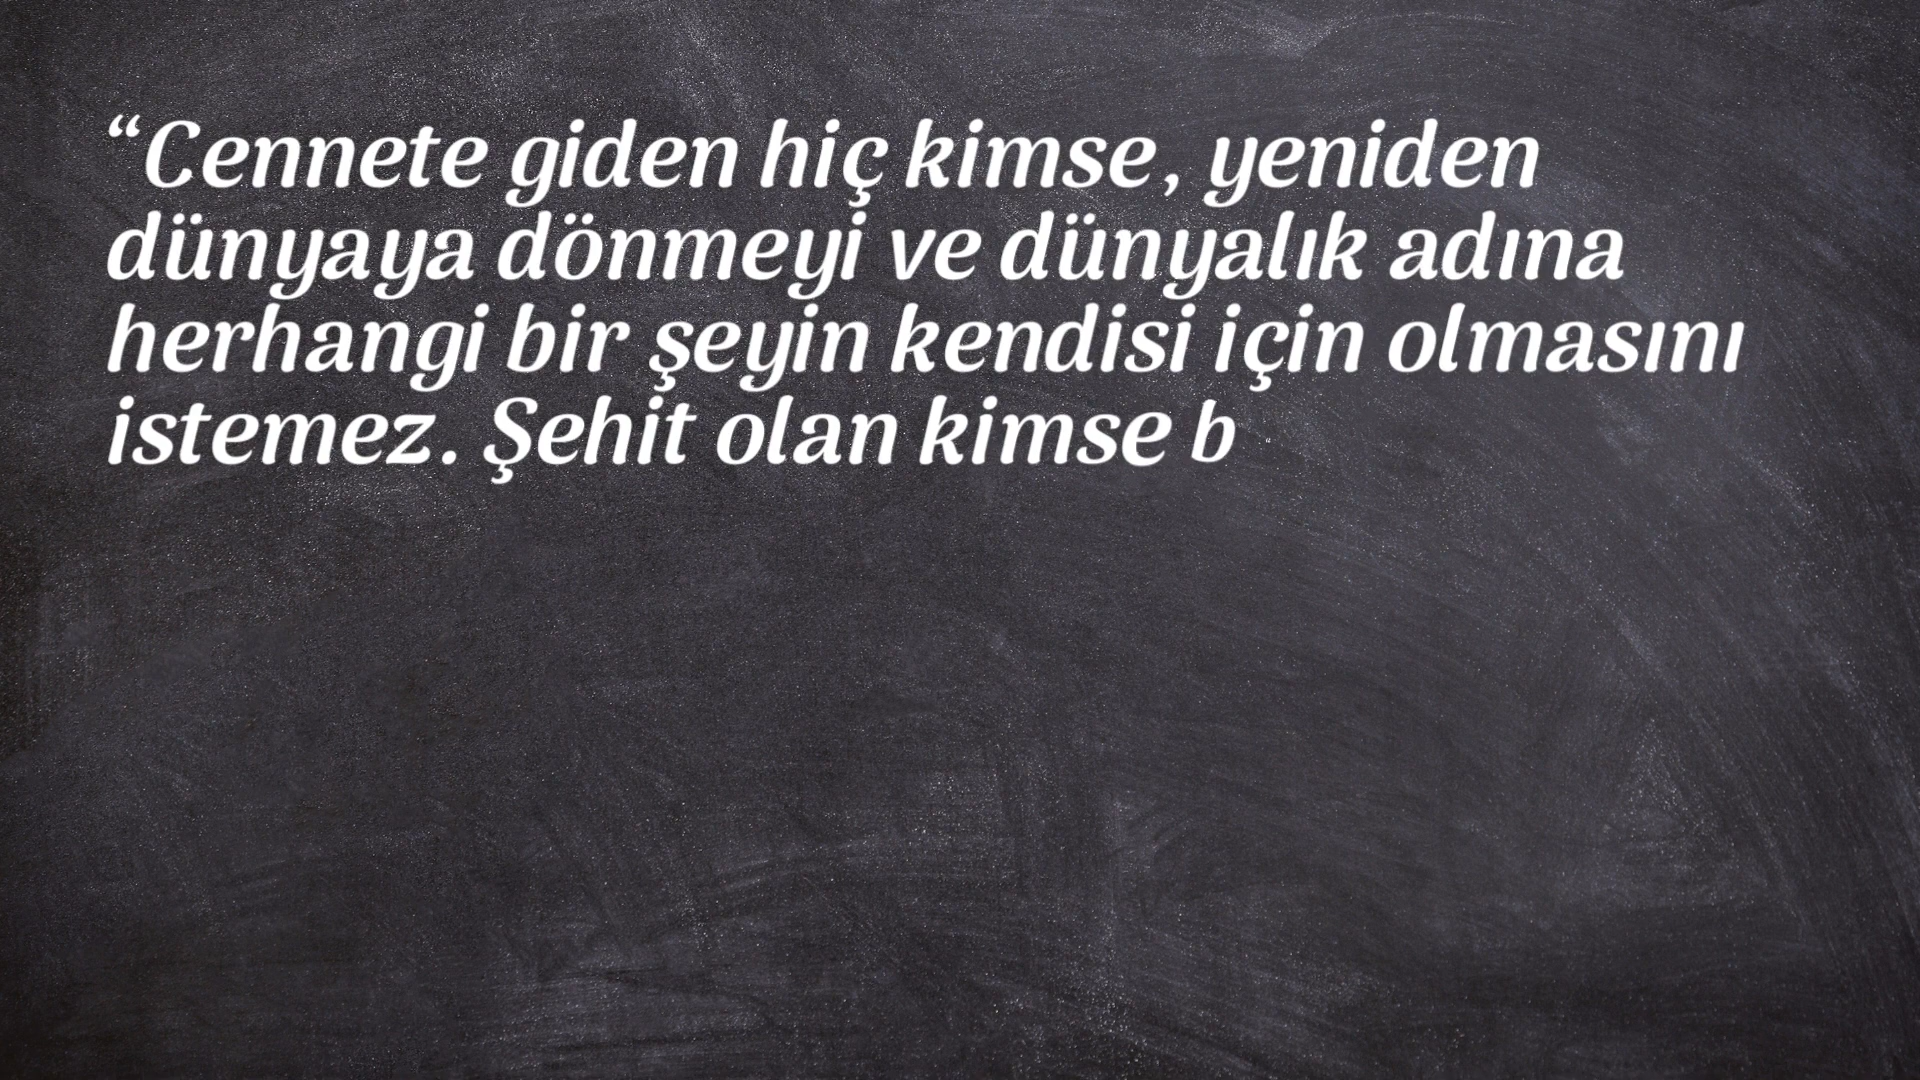 “Cennete giden hiç kimse, yeniden
dünyaya dönmeyi ve dünyalık adına
herhangi bir şeyin kendisi için olmasını
istemez. Şehit olan kimse b